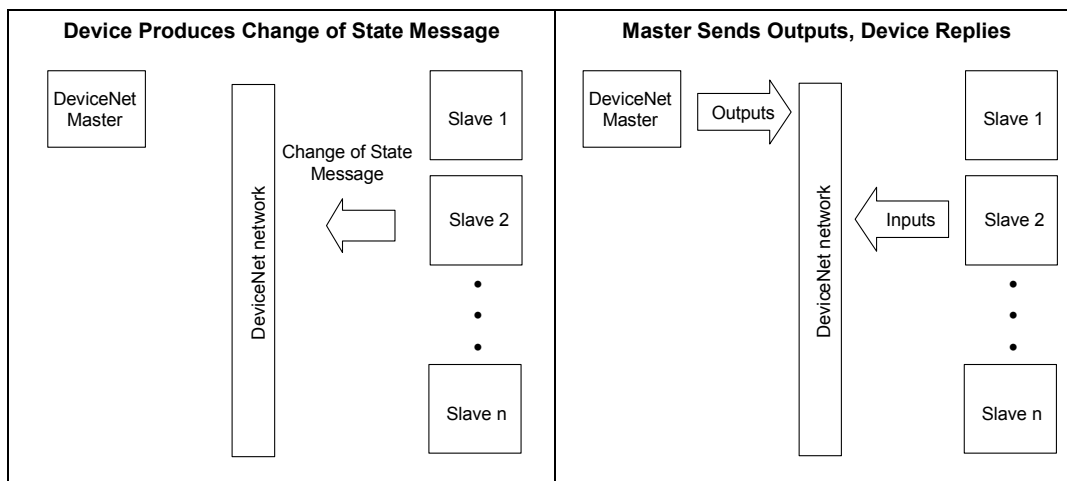 Device Produces Change of State Message
DeviceNet
Master
DeviceNet network
Change of State
Message
Slave 1
Slave 2
Slave n
Master Sends Outputs, Device Replies
DeviceNet
Master
Outputs
DeviceNet network
Inputs
Slave 1
Slave 2
Slave n